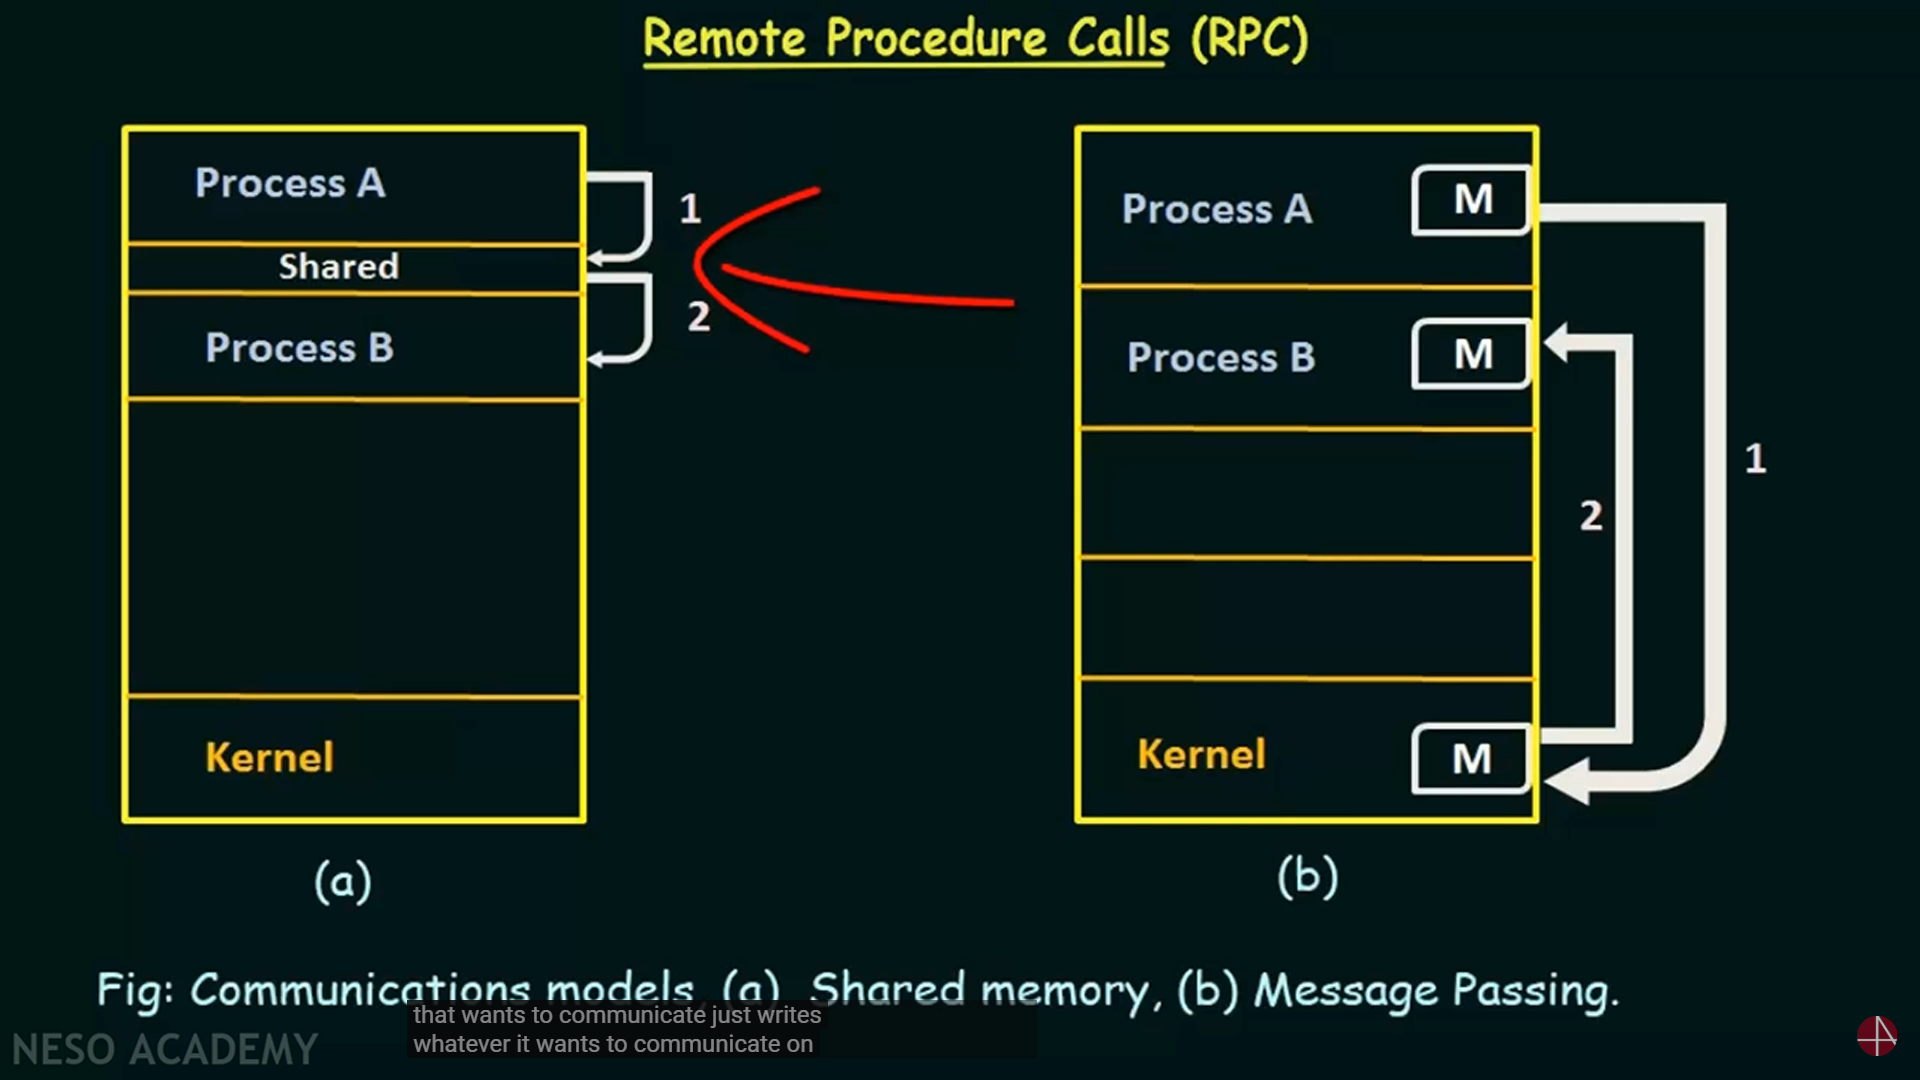 Remote Procedure Calls (RPC)
Process A
1
Shared
2
Process B
Kernel
(a)
Process A
M
Process B
M
1
2
Kernel
M
(b)
Fig: Communications models, (a) Shared memory, (b) Message Passing.
that wants to communicate just writes
whatever it wants to communicate on
NESO ACADEMY